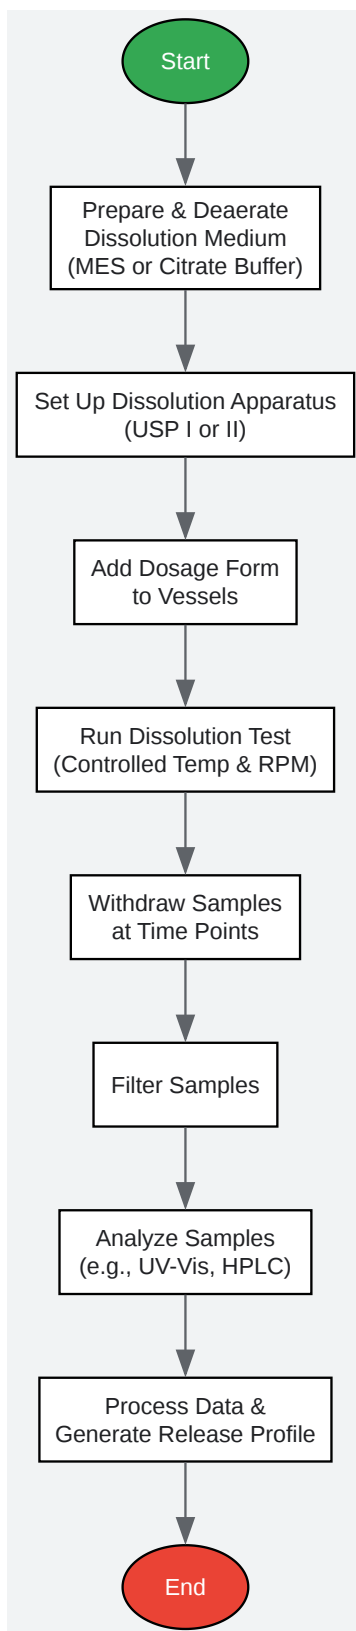 Start
Prepare & Deaerate
Dissolution Medium
(MES or Citrate Buffer)
Set Up Dissolution Apparatus
(USP I or II)
Add Dosage Form
to Vessels
Run Dissolution Test
(Controlled Temp & RPM)
Withdraw Samples
at Time Points
Filter Samples
Analyze Samples
(e.g., UV-Vis, HPLC)
Process Data &
Generate Release Profile
End